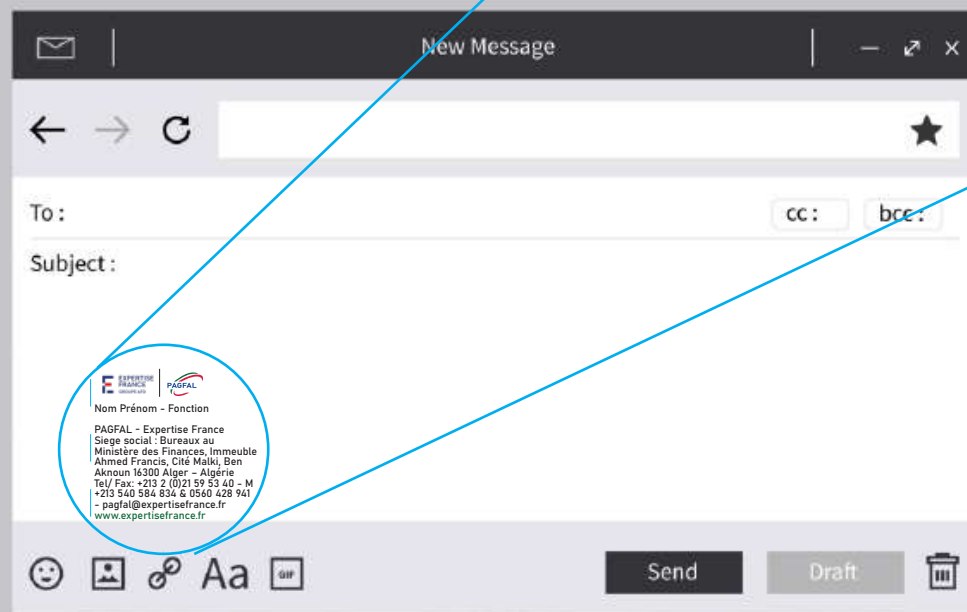 New Message
To :
cc :
bcc :
Subject :
EXPERTISE
FRANCE
GROUPE AFD
PAGFAL
Nom Prénom - Fonction
PAGFAL - Expertise France
Siege social : Bureaux au
Ministère des Finances, Immeuble
Ahmed Francis, Cité Malki, Ben
Aknoun 16300 Alger – Algérie
Tel/ Fax: +213 2 (0)21 59 53 40 - M
+213 540 584 834 & 0560 428 941
- pagfal@expertisefrance.fr
www.expertisefrance.fr
Aa
GIF
Send
Draft